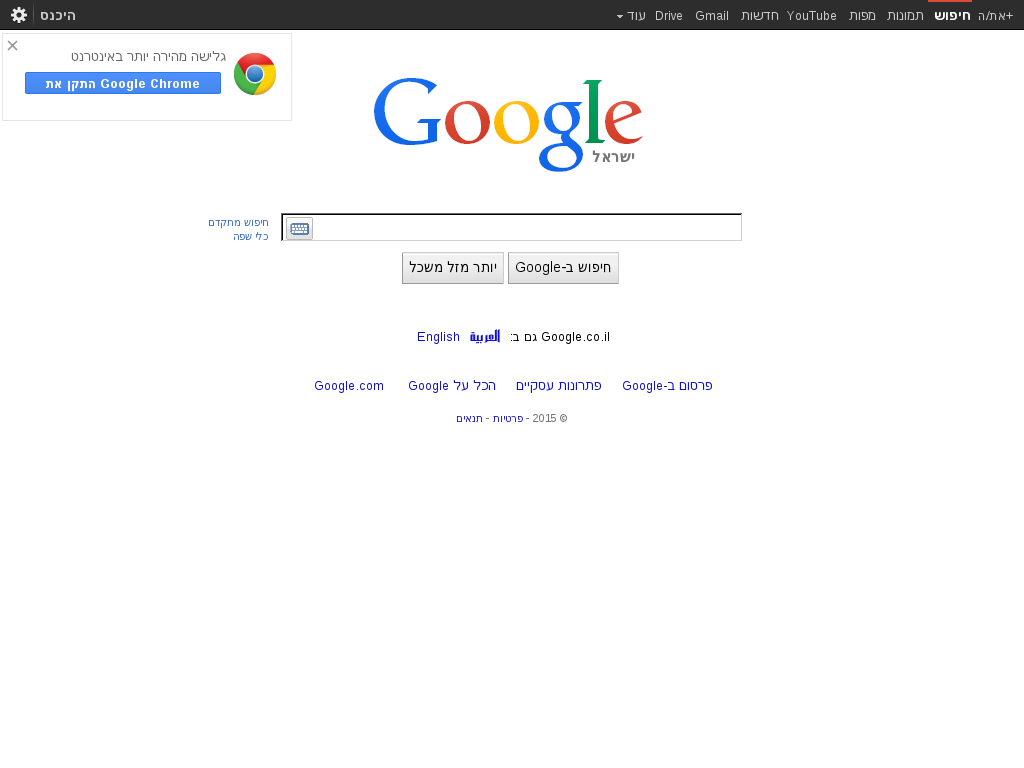 +את/ה חיפוש תמונות מפות YouTube חדשות Gmail Drive עוד היכנס
גלישה מהירה יותר באינטרנט
התקן את Google Chrome
Google
ישראל
חיפוש מתקדם
כלי שפה
חיפוש ב-Google יותר מזל משכל
Google.co.il גם ב: العربية English
פרסום ב-Google פתרונות עסקיים הכל על Google Google.com
© 2015 - פרטיות - תנאים